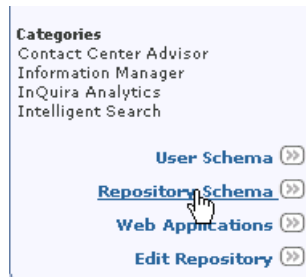 Categories
Contact Center Advisor
Information Manager
InQuira Analytics
Intelligent Search
User Schema
Repository Schema
Web Applications
Edit Repository